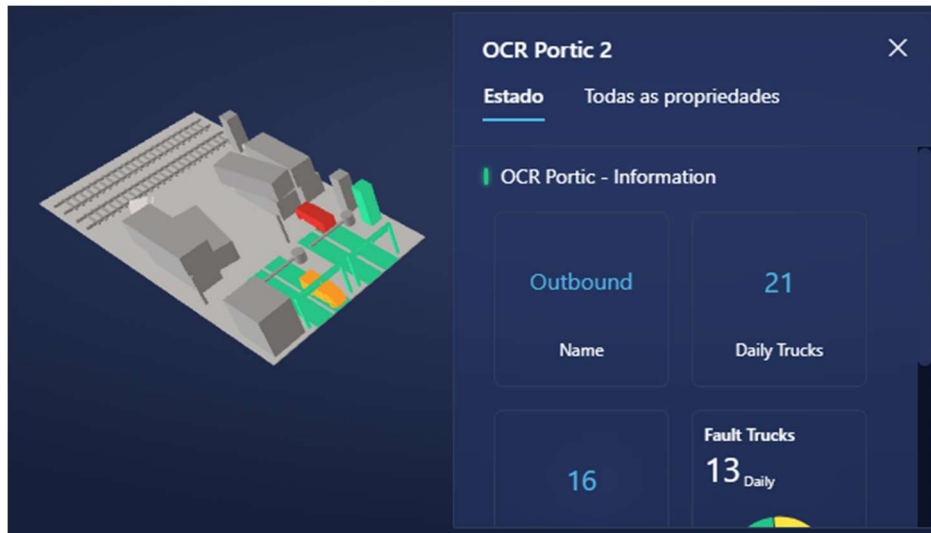 OCR Portic 2
Estado Todas as propriedades
OCR Portic - Information
Outbound
Name
21
Daily Trucks
16
Fault Trucks
13 Daily